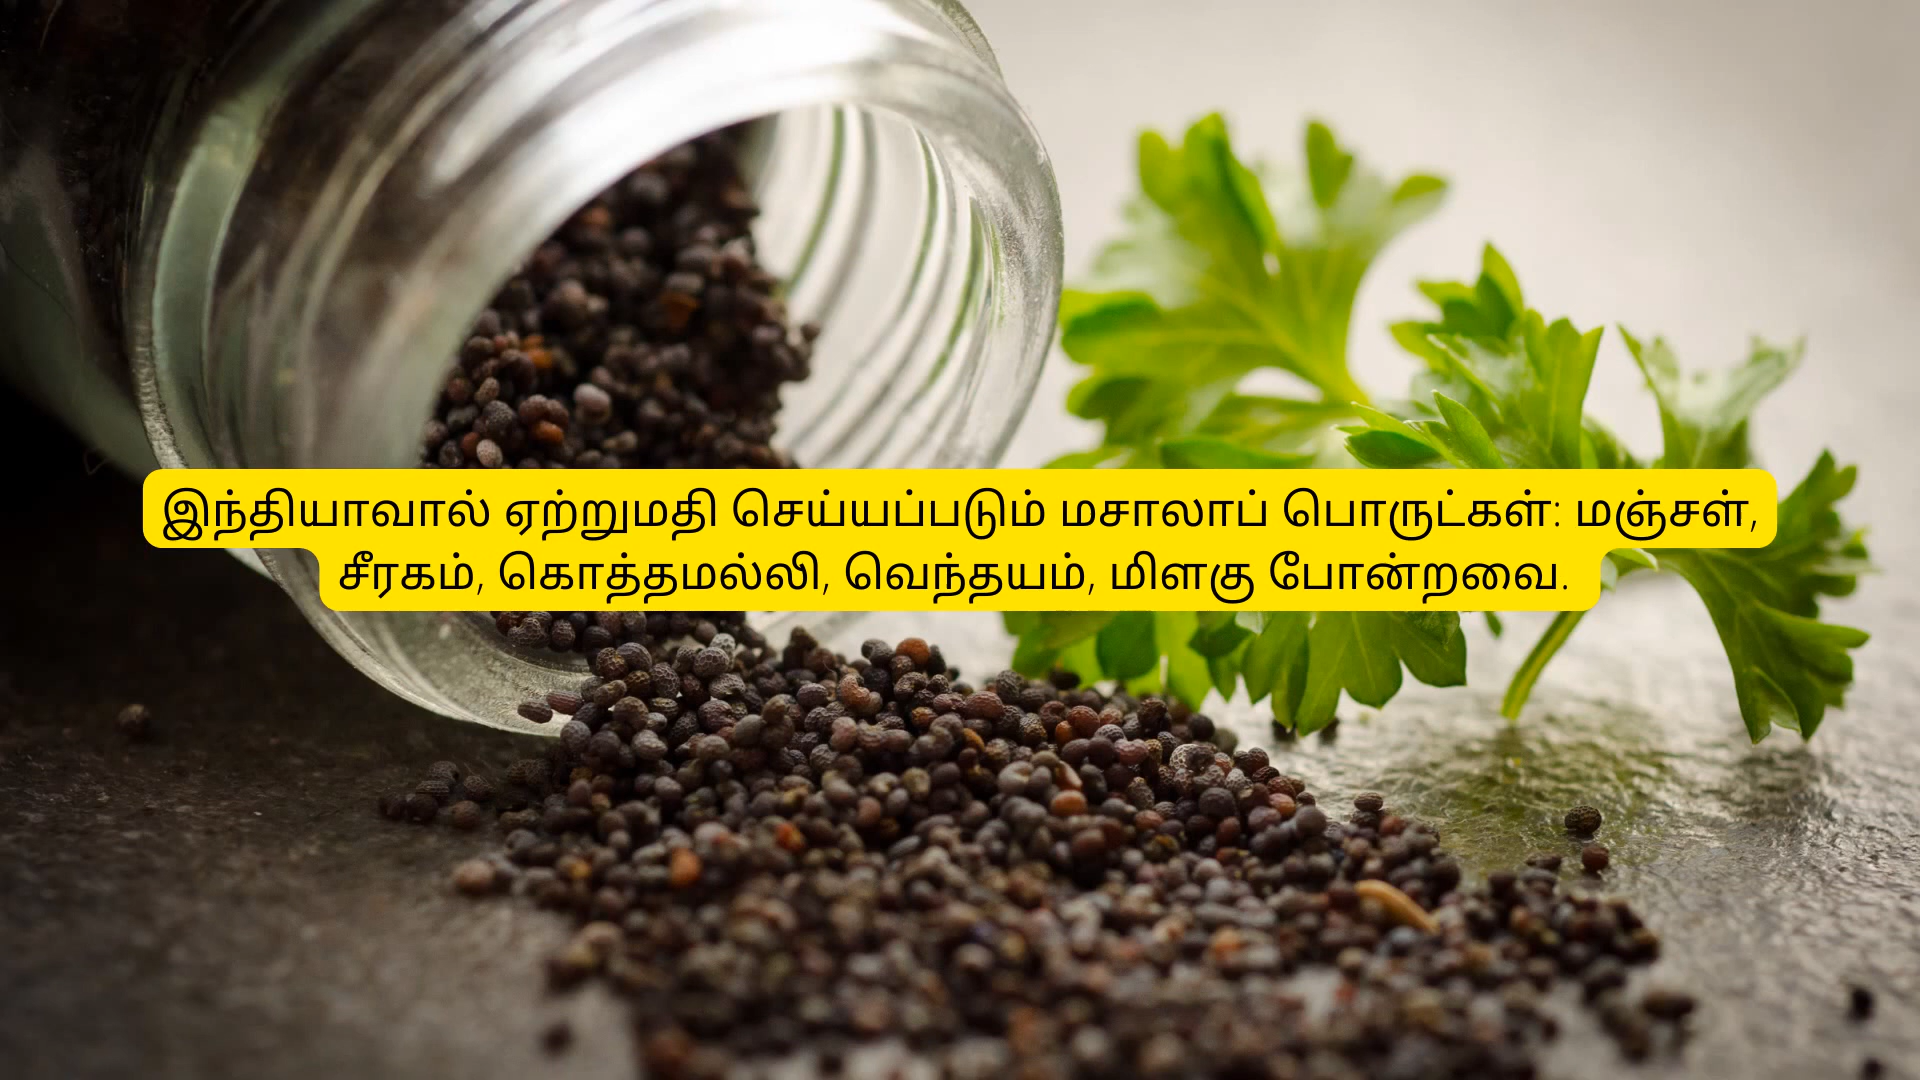 இந்தியாவால் ஏற்றுமதி செய்யப்படும் மசாலாப் பொருட்கள்: மஞ்சள்,
சீரகம், கொத்தமல்லி, வெந்தயம், மிளகு போன்றவை.